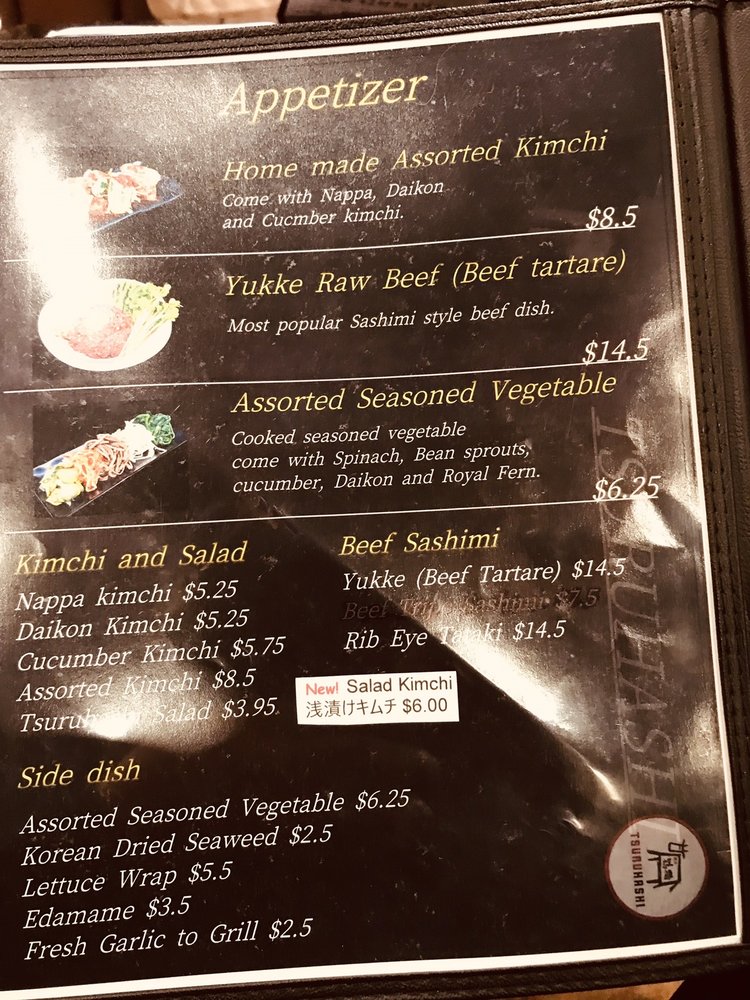 Appetizer
Home made Assorted Kimchi
Come with Nappa, Daikon
and Cucmber kimchi.
$8.5
Yukke Raw Beef (Beef tartare)
Most popular Sashimi style beef dish.
$14.5
Assorted Seasoned Vegetable
Cooked seasoned vegetable
come with Spinach, Bean sprouts,
cucumber, Daikon and Royal Fern.
$6.25
Kimchi and Salad
Nappa kimchi $5.25
Daikon Kimchi $5.25
Cucumber Kimchi $5.75
Assorted Kimchi $8.5
Salad $3.95
Beef Sashimi
Yukke (Beef Tartare) $14.5
Beef Tripe Sashimi $7.5
Rib Eye Tataki $14.5
New! Salad Kimchi
浅漬けキムチ $6.00
Side dish
Assorted Seasoned Vegetable $6.25
Korean Dried Seaweed $2.5
Lettuce Wrap $5.5
Edamame $3.5
Fresh Garlic to Grill $2.5
TSURUHASHI